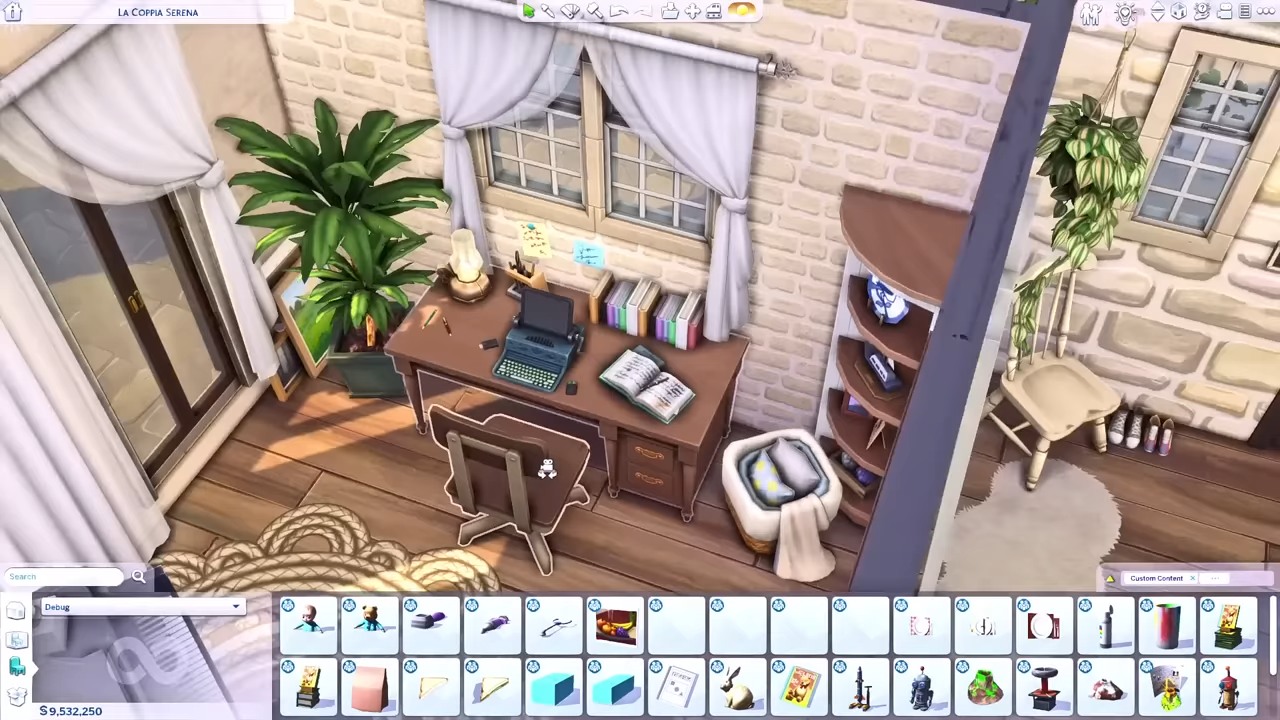 La Coppia Serena
Search
Custom Content
Debug
$9,532,250